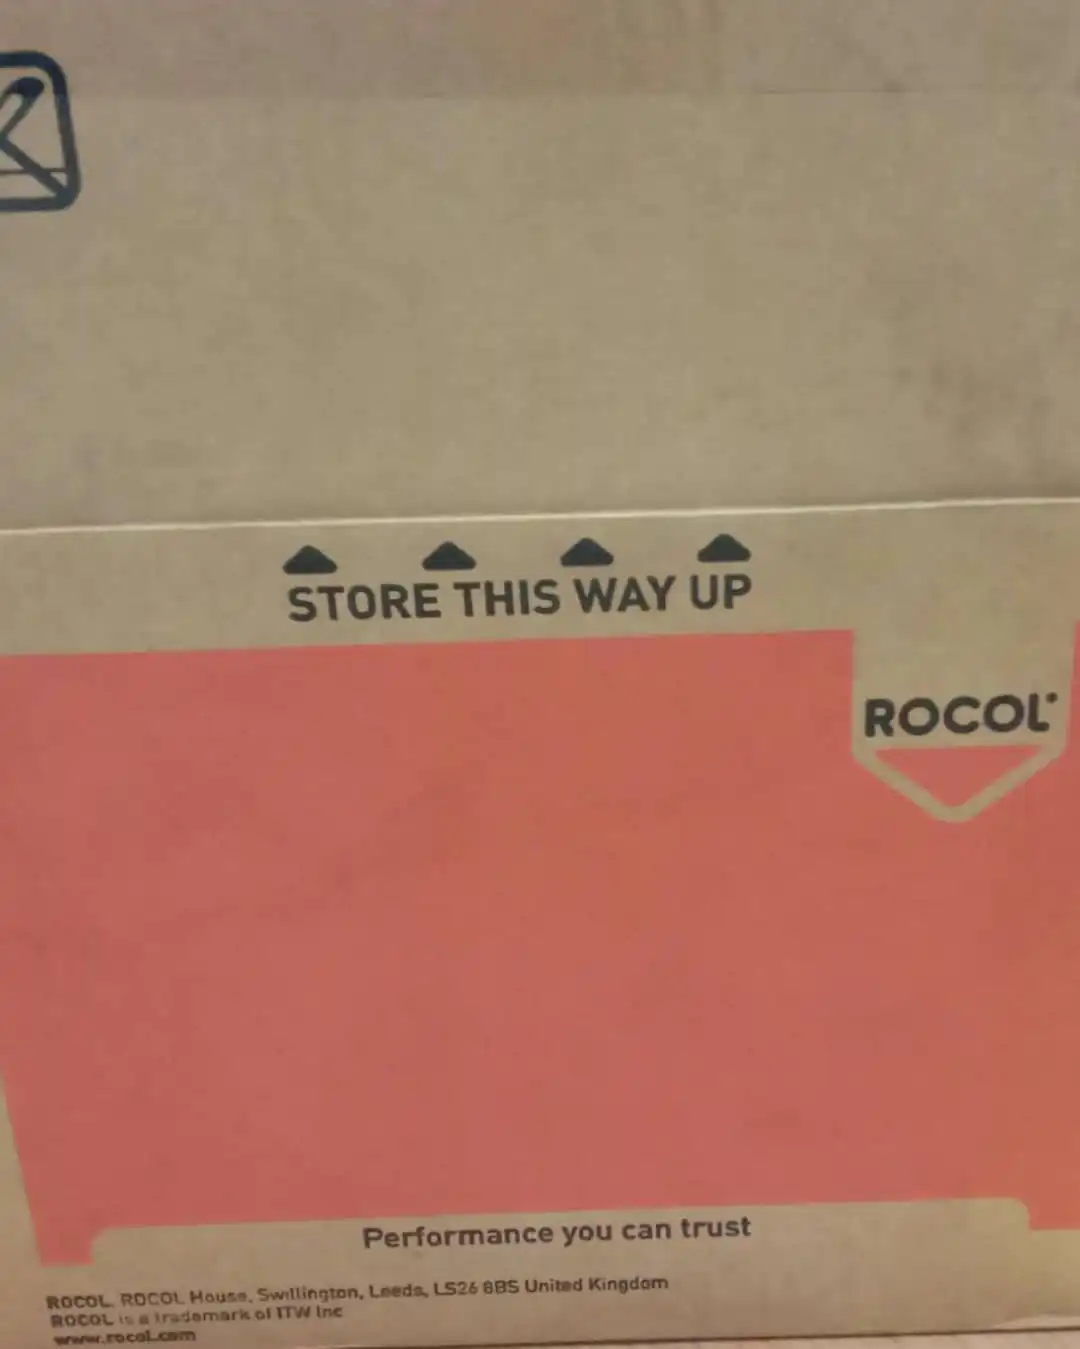 STORE THIS WAY UP
ROCOL
Performance you can trust
ROCOL, ROCOL House, Swillington, Leeds, LS26 8BS United Kingdom
ROCOL is a trademark of ITW Inc
www.rocol.com